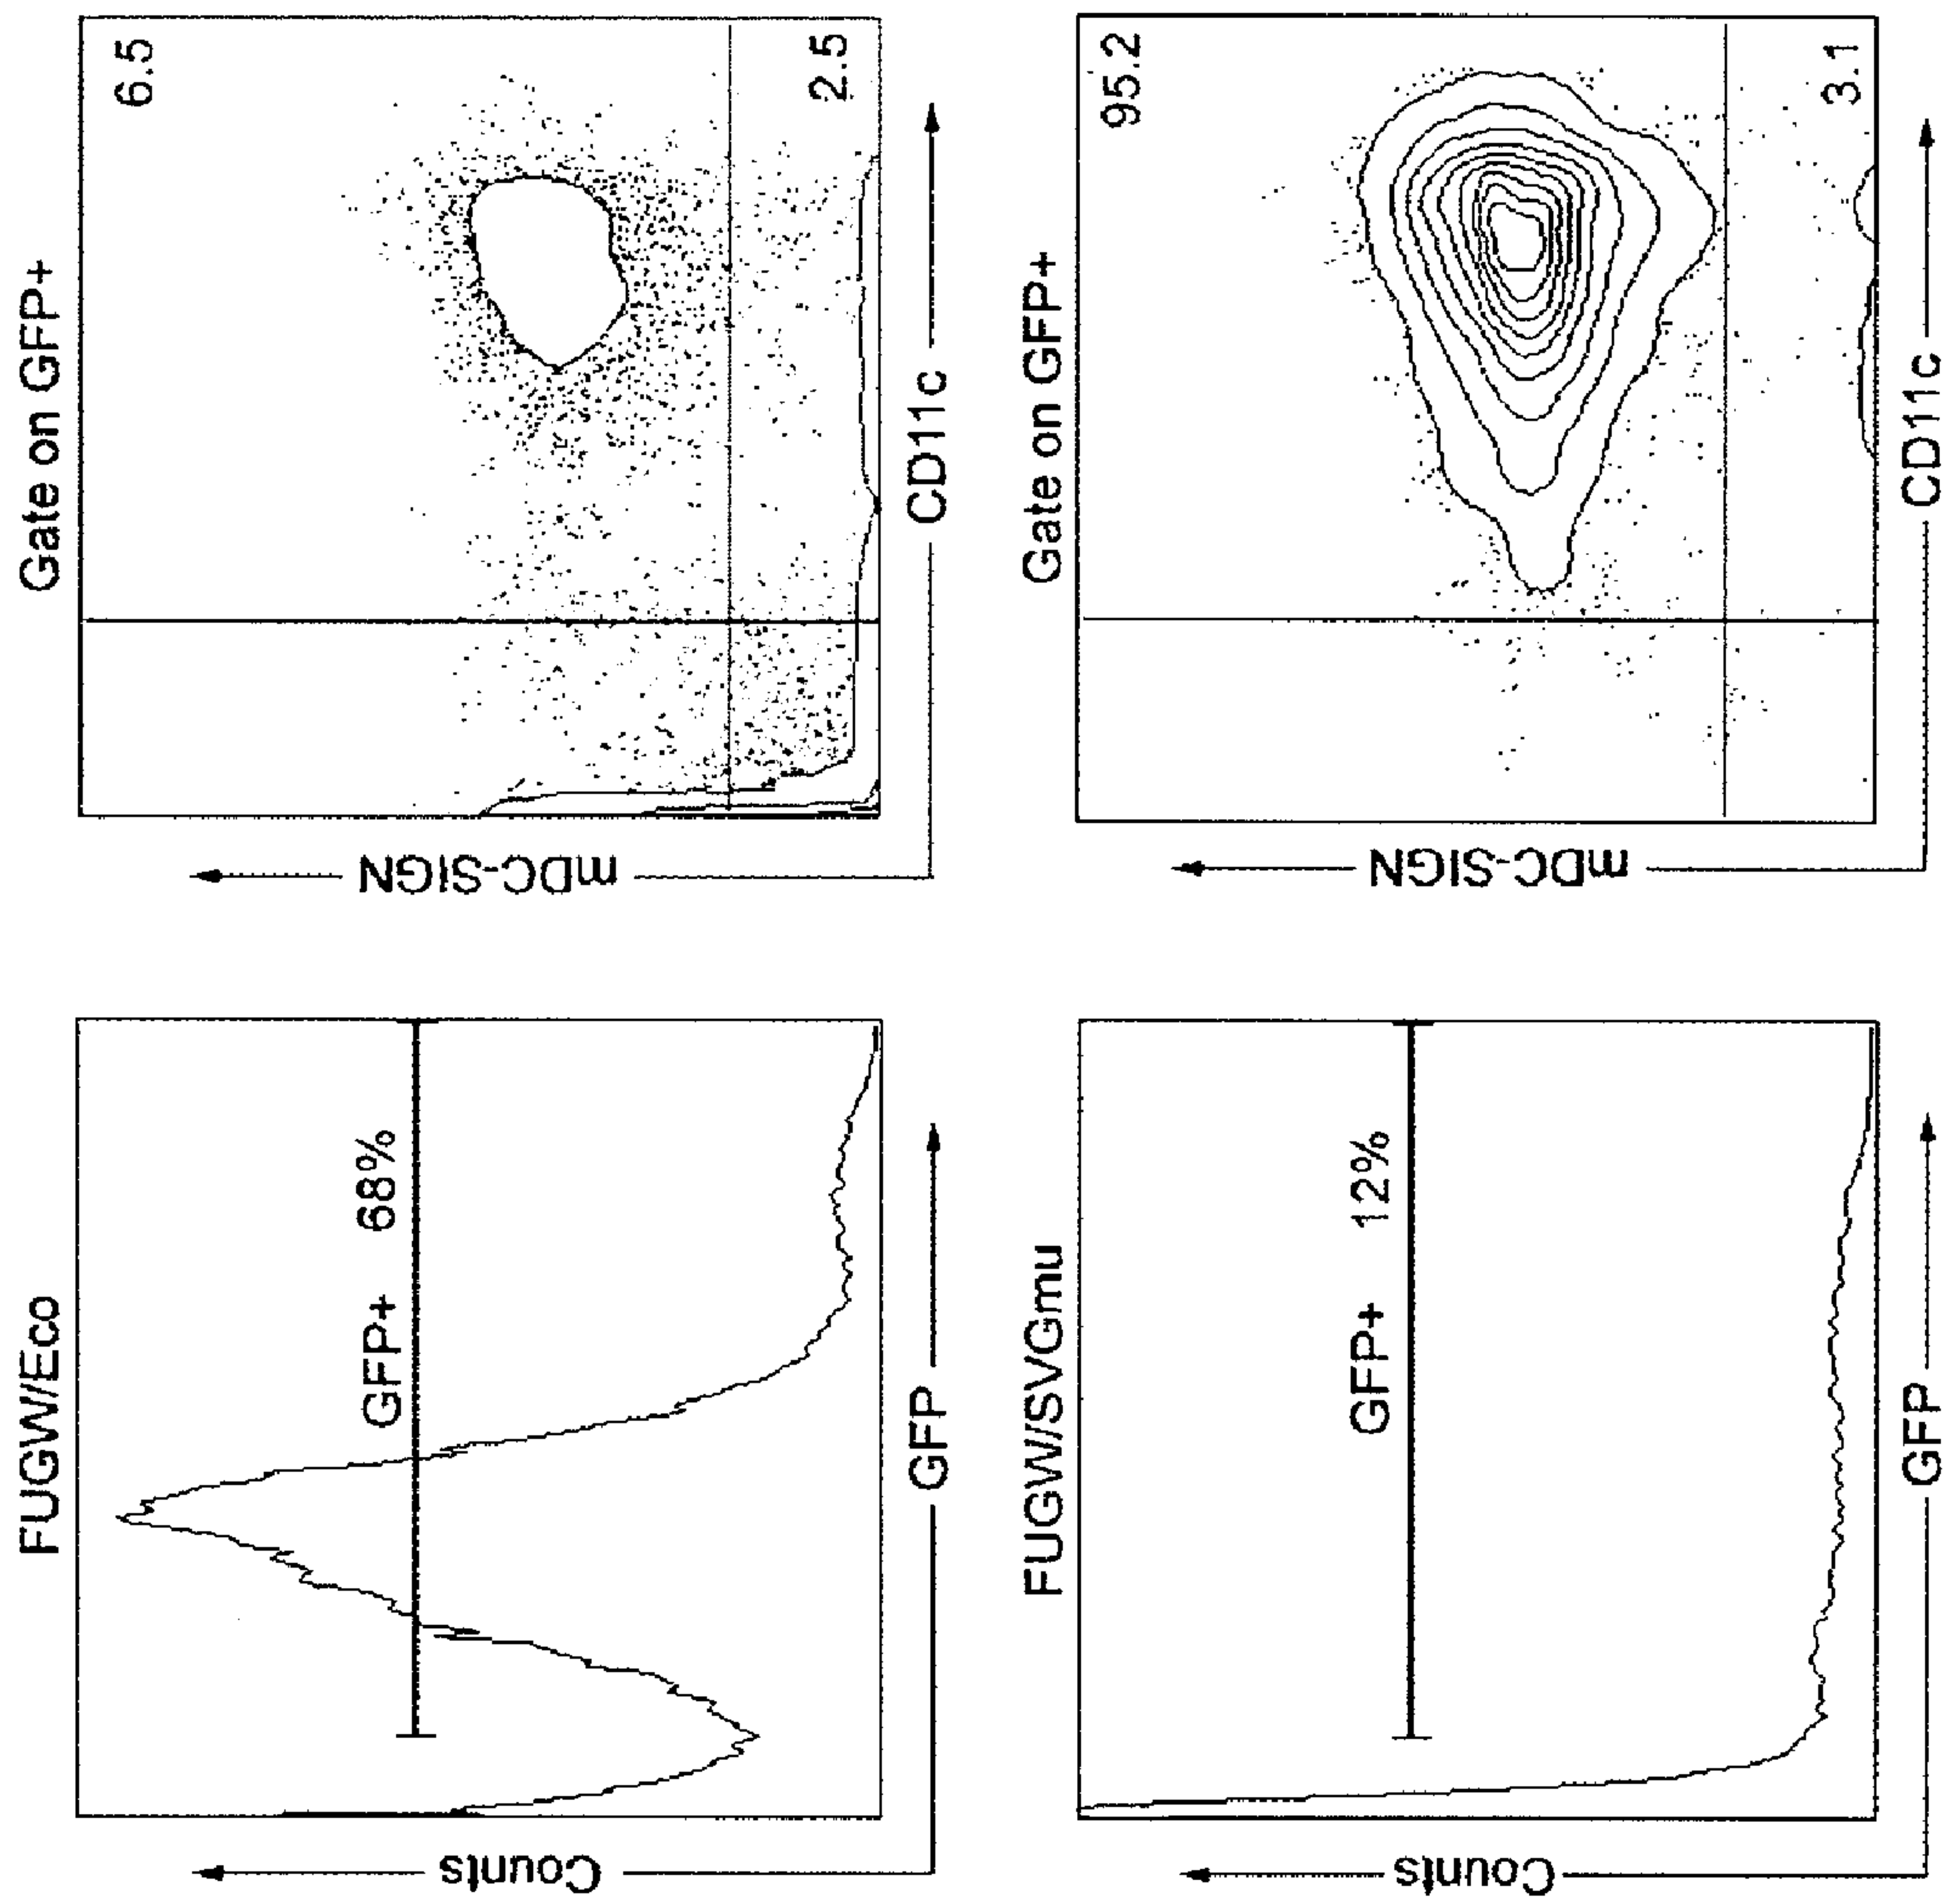 FUGW/Eco
GFP+ 68%
Counts
GFP
Gate on GFP+
6.5
2.5
mDC-SIGN
CD11c
FUGW/SVGmu
GFP+ 12%
Counts
GFP
Gate on GFP+
95.2
3.1
mDC-SIGN
CD11c